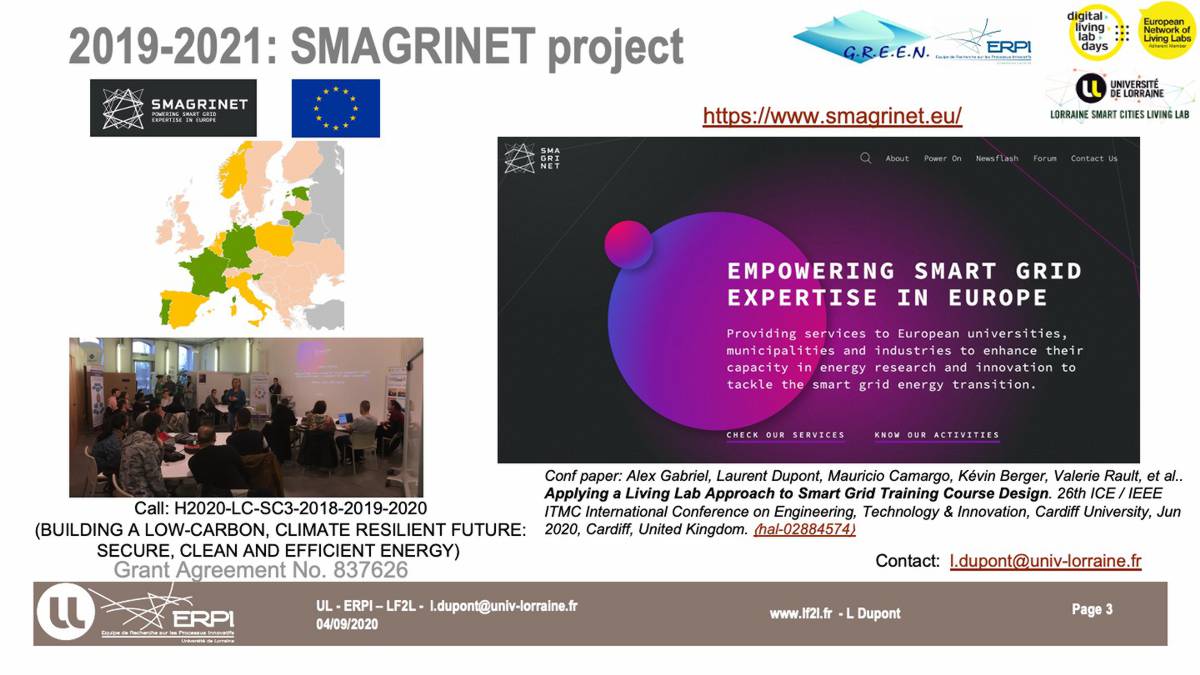 2019-2021: SMAGRINET project
G.R.E.E.N.
ERPI
Equipe de Recherche sur les Processus Innovatifs
digital
living
lab
days
European
Network of
Living Labs
Adherent Member
UNIVERSITÉ
DE LORRAINE
LORRAINE SMART CITIES LIVING LAB
SMAGRINET
POWERING SMART GRID
EXPERTISE IN EUROPE
https://www.smagrinet.eu/
SMA
GRI
NET
About Power On Newsflash Forum Contact Us
EMPOWERING SMART GRID
EXPERTISE IN EUROPE
Providing services to European universities,
municipalities and industries to enhance their
capacity in energy research and innovation to
tackle the smart grid energy transition.
CHECK OUR SERVICES KNOW OUR ACTIVITIES
Call: H2020-LC-SC3-2018-2019-2020
(BUILDING A LOW-CARBON, CLIMATE RESILIENT FUTURE:
SECURE, CLEAN AND EFFICIENT ENERGY)
Grant Agreement No. 837626
Conf paper: Alex Gabriel, Laurent Dupont, Mauricio Camargo, Kévin Berger, Valerie Rault, et al..
Applying a Living Lab Approach to Smart Grid Training Course Design. 26th ICE / IEEE
ITMC International Conference on Engineering, Technology & Innovation, Cardiff University, Jun
2020, Cardiff, United Kingdom. (hal-02884574)
Contact: l.dupont@univ-lorraine.fr
ERPI
Equipe de Recherche sur les Processus Innovatifs
Université de Lorraine
UL - ERPI – LF2L - l.dupont@univ-lorraine.fr
04/09/2020
www.lf2l.fr - L Dupont
Page 3